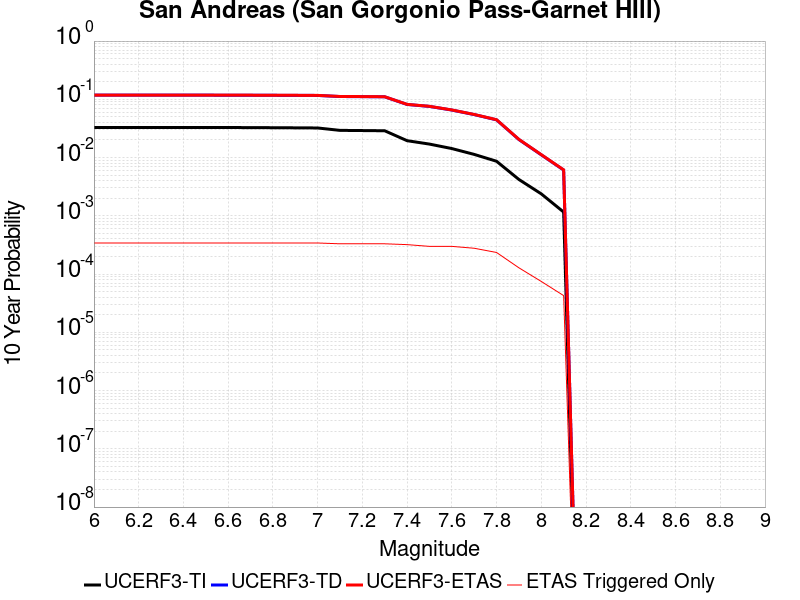 San Andreas (San Gorgonio Pass-Garnet HIll)
10^0
10^-1
10^-2
10^-3
10^-4
10^-5
10^-6
10^-7
10^-8
10 Year Probability
6 6.2 6.4 6.6 6.8 7 7.2 7.4 7.6 7.8 8 8.2 8.4 8.6 8.8 9
Magnitude
UCERF3-TI UCERF3-TD UCERF3-ETAS ETAS Triggered Only